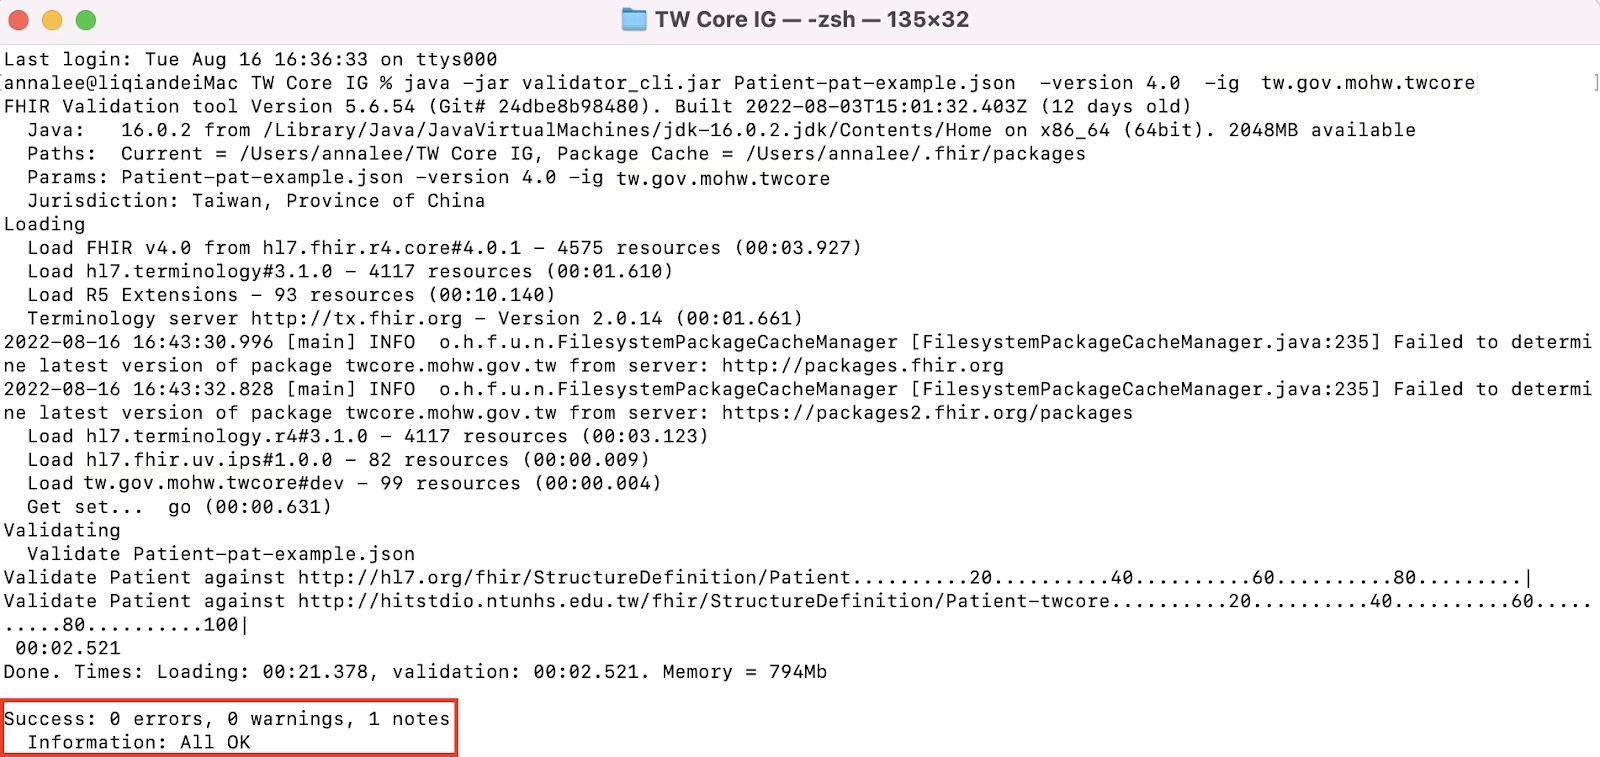 TW Core IG — -zsh — 135×32
Last login: Tue Aug 16 16:36:33 on ttys000
[annalee@liqiandeiMac TW Core IG % java -jar validator_cli.jar Patient-pat-example.json  -version 4.0  -ig  tw.gov.mohw.twcore ]
FHIR Validation tool Version 5.6.54 (Git# 24dbe8b98480). Built 2022-08-03T15:01:32.403Z (12 days old)
  Java:   16.0.2 from /Library/Java/JavaVirtualMachines/jdk-16.0.2.jdk/Contents/Home on x86_64 (64bit). 2048MB available
  Paths:  Current = /Users/annalee/TW Core IG, Package Cache = /Users/annalee/.fhir/packages
  Params: Patient-pat-example.json -version 4.0 -ig tw.gov.mohw.twcore
  Jurisdiction: Taiwan, Province of China
Loading
  Load FHIR v4.0 from hl7.fhir.r4.core#4.0.1 - 4575 resources (00:03.927)
  Load hl7.terminology#3.1.0 - 4117 resources (00:01.610)
  Load R5 Extensions - 93 resources (00:10.140)
  Terminology server http://tx.fhir.org - Version 2.0.14 (00:01.661)
2022-08-16 16:43:30.996 [main] INFO  o.h.f.u.n.FilesystemPackageCacheManager [FilesystemPackageCacheManager.java:235] Failed to determi
ne latest version of package twcore.mohw.gov.tw from server: http://packages.fhir.org
2022-08-16 16:43:32.828 [main] INFO  o.h.f.u.n.FilesystemPackageCacheManager [FilesystemPackageCacheManager.java:235] Failed to determi
ne latest version of package twcore.mohw.gov.tw from server: https://packages2.fhir.org/packages
  Load hl7.terminology.r4#3.1.0 - 4117 resources (00:03.123)
  Load hl7.fhir.uv.ips#1.0.0 - 82 resources (00:00.009)
  Load tw.gov.mohw.twcore#dev - 99 resources (00:00.004)
  Get set...  go (00:00.631)
Validating
  Validate Patient-pat-example.json
Validate Patient against http://hl7.org/fhir/StructureDefinition/Patient..........20..........40..........60..........80.........|
Validate Patient against http://hitstdio.ntunhs.edu.tw/fhir/StructureDefinition/Patient-twcore..........20..........40..........60.....
.....80..........100|
 00:02.521
Done. Times: Loading: 00:21.378, validation: 00:02.521. Memory = 794Mb
Success: 0 errors, 0 warnings, 1 notes
  Information: All OK